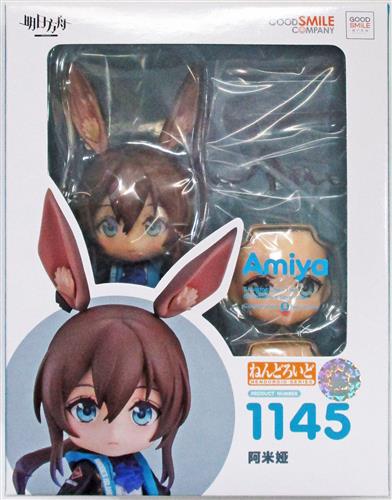 明日方舟
GOOD SMILE
COMPANY
GOOD
SMILE
Amiya
ねんどろいど
NENDOROID SERIES
PRODUCT NUMBER
1145
阿米娅